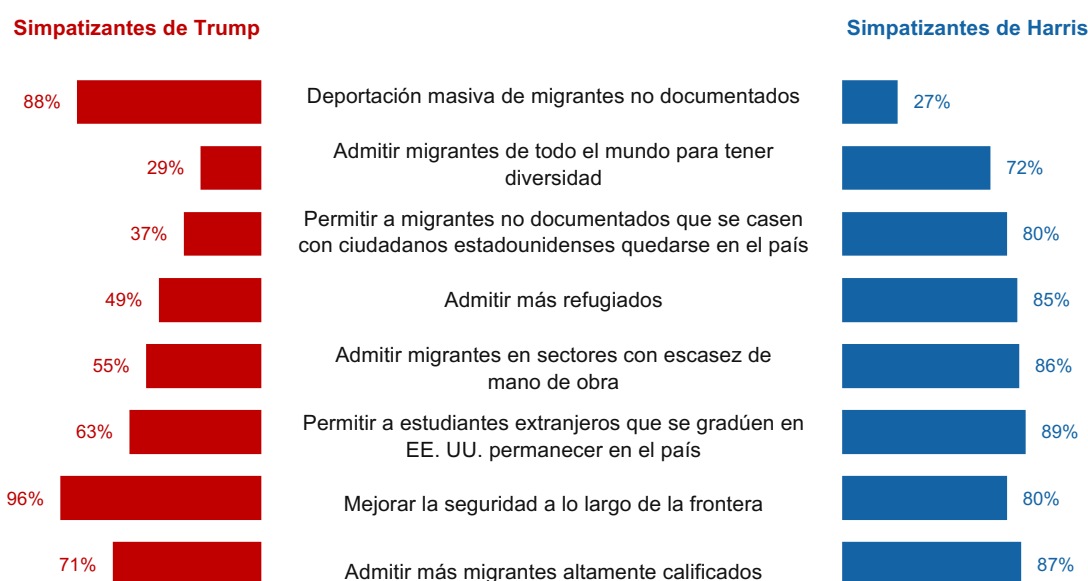 Simpatizantes de Trump
Simpatizantes de Harris
88%
Deportación masiva de migrantes no documentados
27%
29%
Admitir migrantes de todo el mundo para tener
diversidad
72%
37%
Permitir a migrantes no documentados que se casen
con ciudadanos estadounidenses quedarse en el país
80%
49%
Admitir más refugiados
85%
55%
Admitir migrantes en sectores con escasez de
mano de obra
86%
63%
Permitir a estudiantes extranjeros que se gradúen en
EE. UU. permanecer en el país
89%
96%
Mejorar la seguridad a lo largo de la frontera
80%
71%
Admitir más migrantes altamente calificados
87%